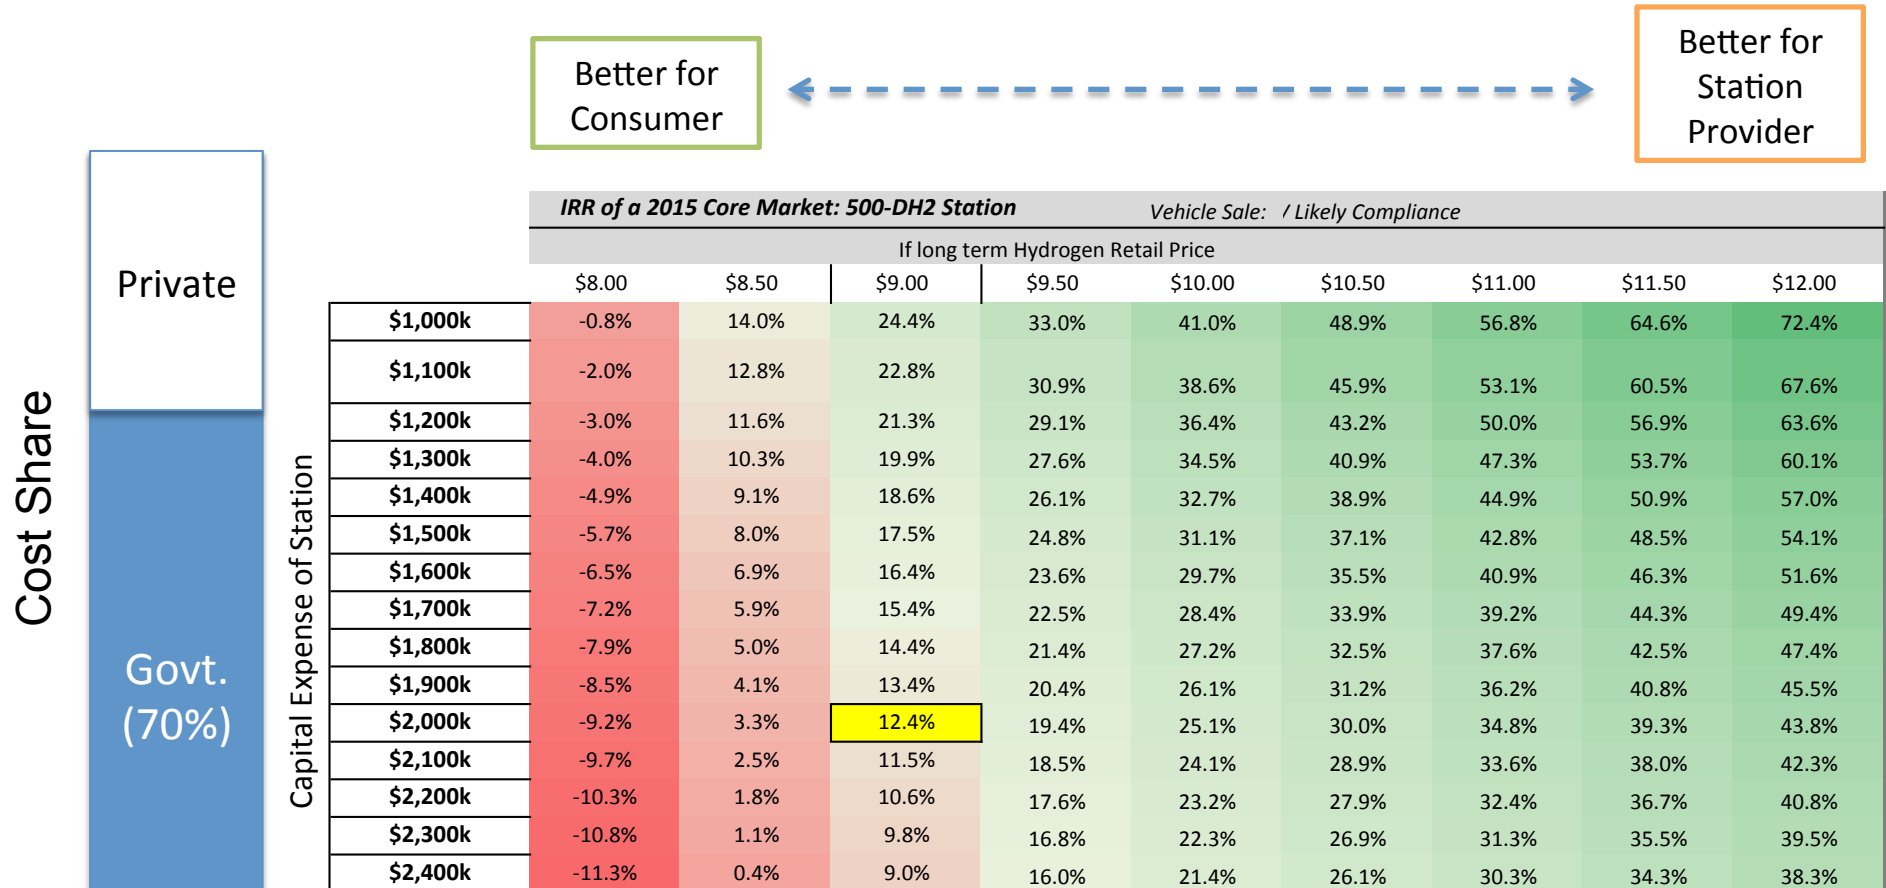 Better for
Consumer
Better for
Station
Provider
Cost Share
Private
Govt.
(70%)
IRR of a 2015 Core Market: 500-DH2 Station Vehicle Sale: / Likely Compliance
If long term Hydrogen Retail Price
$8.00 $8.50 $9.00 $9.50 $10.00 $10.50 $11.00 $11.50 $12.00
Capital Expense of Station
$1,000k -0.8% 14.0% 24.4% 33.0% 41.0% 48.9% 56.8% 64.6% 72.4%
$1,100k -2.0% 12.8% 22.8% 30.9% 38.6% 45.9% 53.1% 60.5% 67.6%
$1,200k -3.0% 11.6% 21.3% 29.1% 36.4% 43.2% 50.0% 56.9% 63.6%
$1,300k -4.0% 10.3% 19.9% 27.6% 34.5% 40.9% 47.3% 53.7% 60.1%
$1,400k -4.9% 9.1% 18.6% 26.1% 32.7% 38.9% 44.9% 50.9% 57.0%
$1,500k -5.7% 8.0% 17.5% 24.8% 31.1% 37.1% 42.8% 48.5% 54.1%
$1,600k -6.5% 6.9% 16.4% 23.6% 29.7% 35.5% 40.9% 46.3% 51.6%
$1,700k -7.2% 5.9% 15.4% 22.5% 28.4% 33.9% 39.2% 44.3% 49.4%
$1,800k -7.9% 5.0% 14.4% 21.4% 27.2% 32.5% 37.6% 42.5% 47.4%
$1,900k -8.5% 4.1% 13.4% 20.4% 26.1% 31.2% 36.2% 40.8% 45.5%
$2,000k -9.2% 3.3% 12.4% 19.4% 25.1% 30.0% 34.8% 39.3% 43.8%
$2,100k -9.7% 2.5% 11.5% 18.5% 24.1% 28.9% 33.6% 38.0% 42.3%
$2,200k -10.3% 1.8% 10.6% 17.6% 23.2% 27.9% 32.4% 36.7% 40.8%
$2,300k -10.8% 1.1% 9.8% 16.8% 22.3% 26.9% 31.3% 35.5% 39.5%
$2,400k -11.3% 0.4% 9.0% 16.0% 21.4% 26.1% 30.3% 34.3% 38.3%